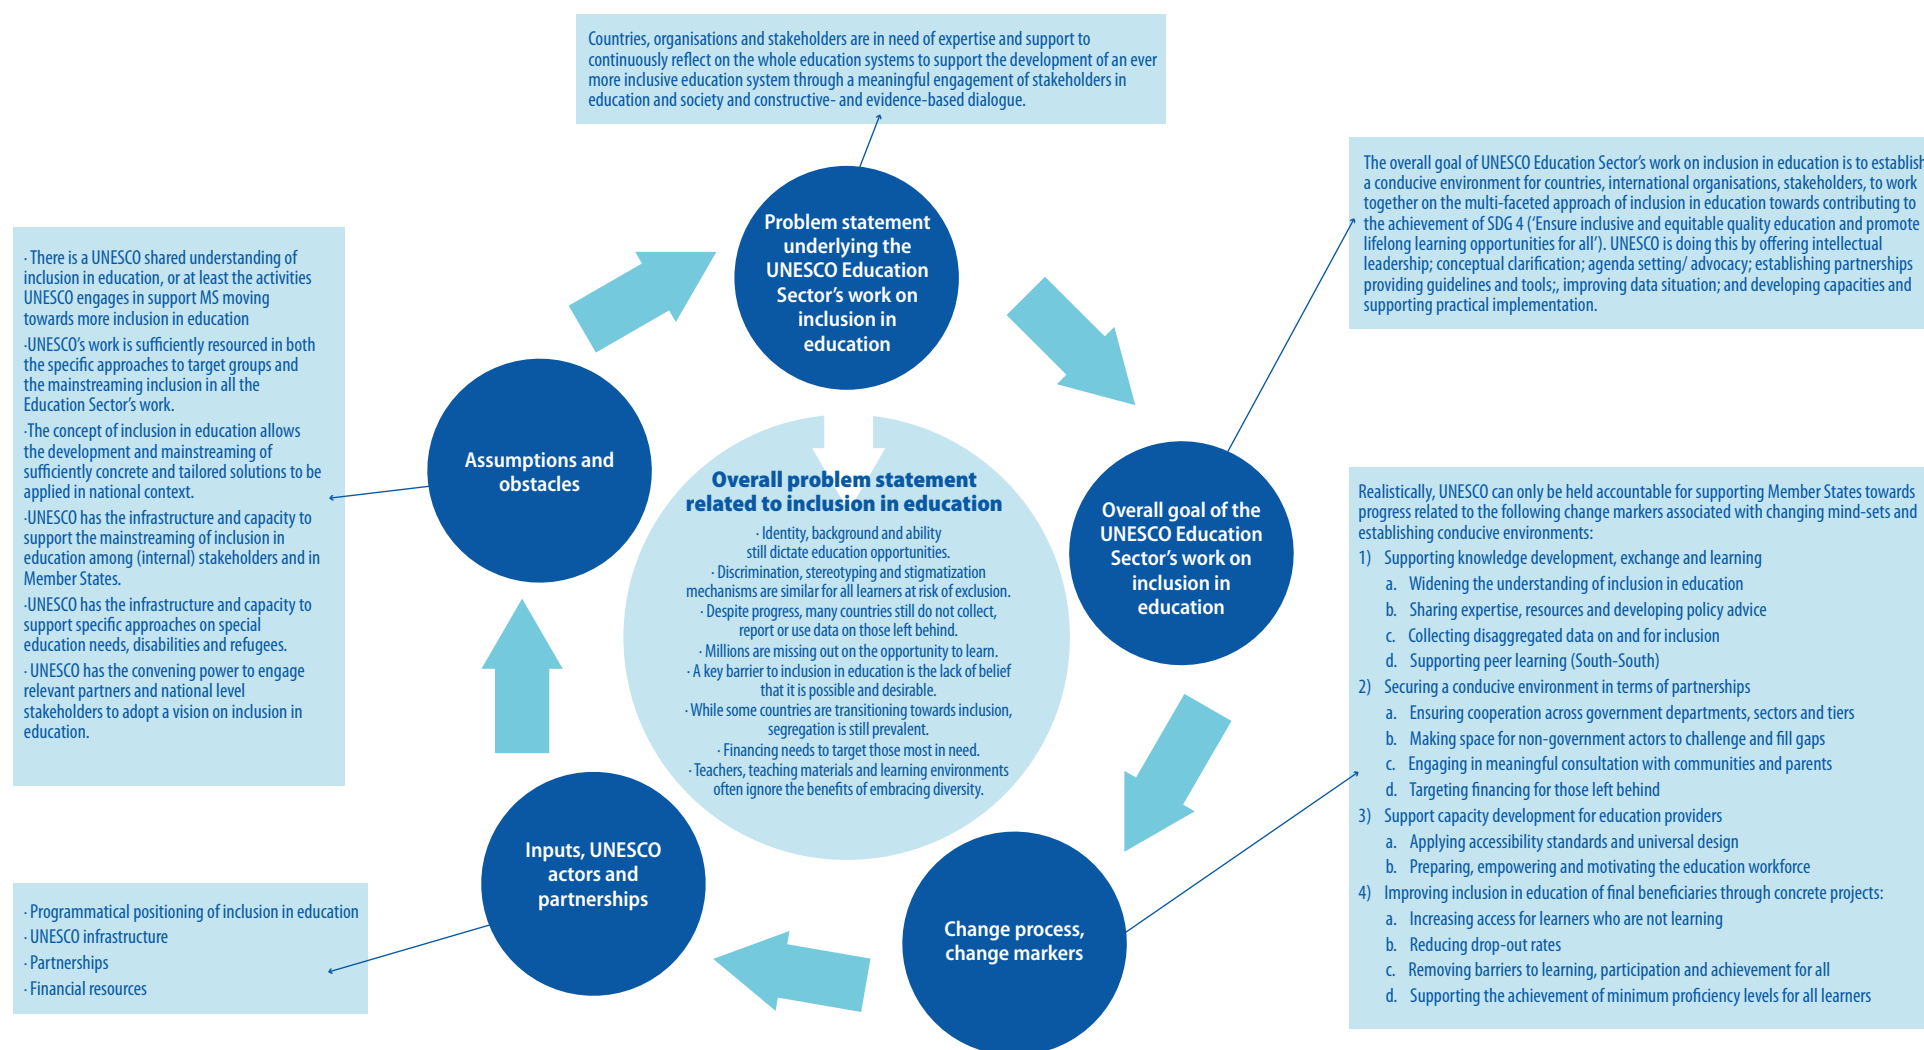 Countries, organisations and stakeholders are in need of expertise and support to
continuously reflect on the whole education systems to support the development of an ever
more inclusive education system through a meaningful engagement of stakeholders in
education and society and constructive- and evidence-based dialogue.
Problem statement
underlying the
UNESCO Education
Sector’s work on
inclusion in
education
The overall goal of UNESCO Education Sector’s work on inclusion in education is to establish
a conducive environment for countries, international organisations, stakeholders, to work
together on the multi-faceted approach of inclusion in education towards contributing to
the achievement of SDG 4 (‘Ensure inclusive and equitable quality education and promote
lifelong learning opportunities for all’). UNESCO is doing this by offering intellectual
leadership; conceptual clarification; agenda setting/ advocacy; establishing partnerships
providing guidelines and tools;, improving data situation; and developing capacities and
supporting practical implementation.
Overall goal of the
UNESCO Education
Sector’s work on
inclusion in
education
Realistically, UNESCO can only be held accountable for supporting Member States towards
progress related to the following change markers associated with changing mind-sets and
establishing conducive environments:
1) Supporting knowledge development, exchange and learning
a. Widening the understanding of inclusion in education
b. Sharing expertise, resources and developing policy advice
c. Collecting disaggregated data on and for inclusion
d. Supporting peer learning (South-South)
2) Securing a conducive environment in terms of partnerships
a. Ensuring cooperation across government departments, sectors and tiers
b. Making space for non-government actors to challenge and fill gaps
c. Engaging in meaningful consultation with communities and parents
d. Targeting financing for those left behind
3) Support capacity development for education providers
a. Applying accessibility standards and universal design
b. Preparing, empowering and motivating the education workforce
4) Improving inclusion in education of final beneficiaries through concrete projects:
a. Increasing access for learners who are not learning
b. Reducing drop-out rates
c. Removing barriers to learning, participation and achievement for all
d. Supporting the achievement of minimum proficiency levels for all learners
Change process,
change markers
Inputs, UNESCO
actors and
partnerships
· Programmatical positioning of inclusion in education
· UNESCO infrastructure
· Partnerships
· Financial resources
Assumptions and
obstacles
· There is a UNESCO shared understanding of
inclusion in education, or at least the activities
UNESCO engages in support MS moving
towards more inclusion in education
·UNESCO’s work is sufficiently resourced in both
the specific approaches to target groups and
the mainstreaming inclusion in all the
Education Sector’s work.
·The concept of inclusion in education allows
the development and mainstreaming of
sufficiently concrete and tailored solutions to be
applied in national context.
·UNESCO has the infrastructure and capacity to
support the mainstreaming of inclusion in
education among (internal) stakeholders and in
Member States.
·UNESCO has the infrastructure and capacity to
support specific approaches on special
education needs, disabilities and refugees.
· UNESCO has the convening power to engage
relevant partners and national level
stakeholders to adopt a vision on inclusion in
education.
Overall problem statement
related to inclusion in education
· Identity, background and ability
still dictate education opportunities.
· Discrimination, stereotyping and stigmatization
mechanisms are similar for all learners at risk of exclusion.
· Despite progress, many countries still do not collect,
report or use data on those left behind.
· Millions are missing out on the opportunity to learn.
· A key barrier to inclusion in education is the lack of belief
that it is possible and desirable.
· While some countries are transitioning towards inclusion,
segregation is still prevalent.
· Financing needs to target those most in need.
· Teachers, teaching materials and learning environments
often ignore the benefits of embracing diversity.